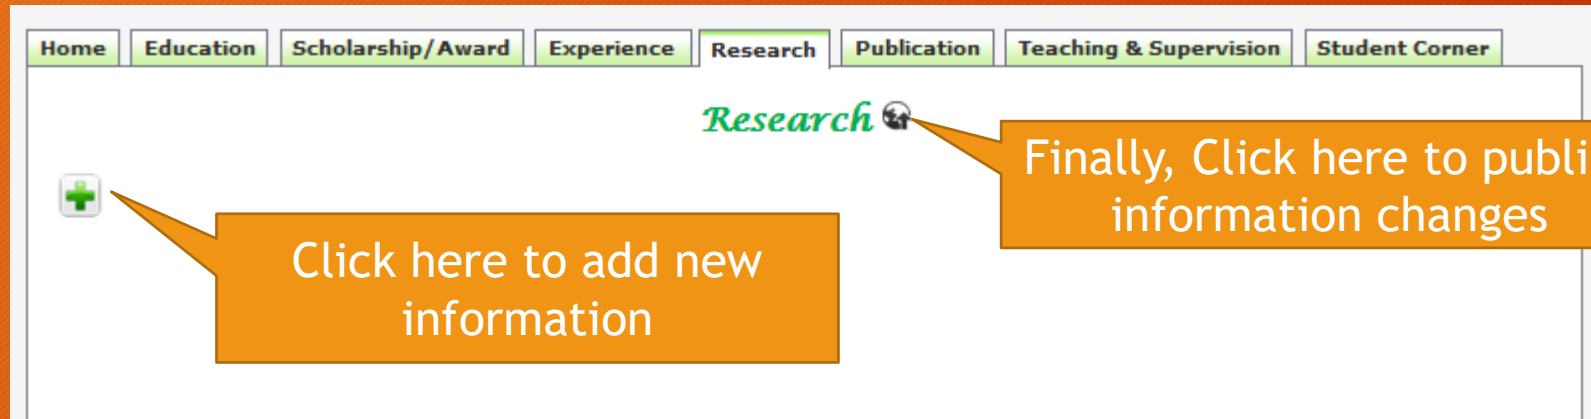 Home Education Scholarship/Award Experience Research Publication Teaching & Supervision Student Corner
Research
Finally, Click here to publi
information changes
Click here to add new
information